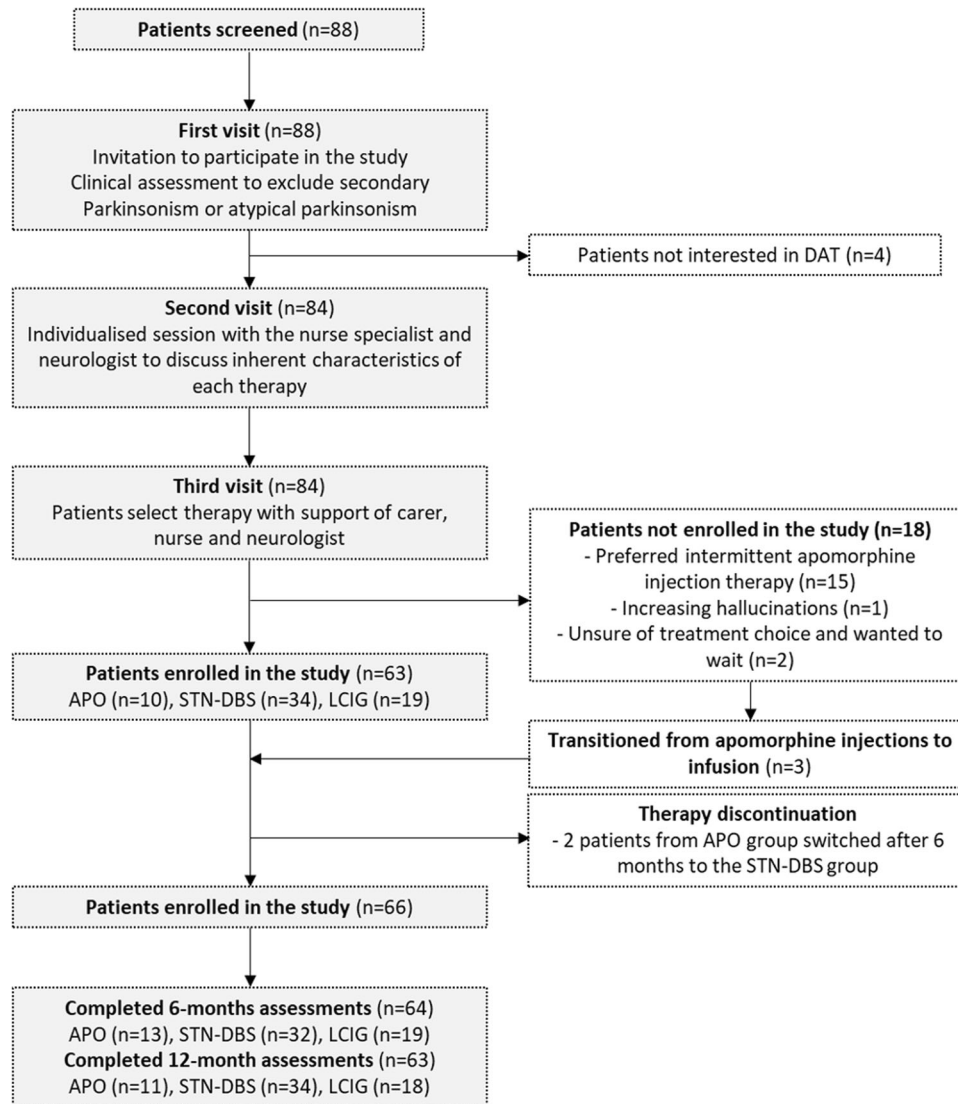 Patients screened (n=88)
First visit (n=88)
Invitation to participate in the study
Clinical assessment to exclude secondary
Parkinsonism or atypical parkinsonism
Patients not interested in DAT (n=4)
Second visit (n=84)
Individualised session with the nurse specialist and
neurologist to discuss inherent characteristics of
each therapy
Third visit (n=84)
Patients select therapy with support of carer,
nurse and neurologist
Patients not enrolled in the study (n=18)
- Preferred intermittent apomorphine
injection therapy (n=15)
- Increasing hallucinations (n=1)
- Unsure of treatment choice and wanted to
wait (n=2)
Patients enrolled in the study (n=63)
APO (n=10), STN-DBS (n=34), LCIG (n=19)
Transitioned from apomorphine injections to
infusion (n=3)
Therapy discontinuation
- 2 patients from APO group switched after 6
months to the STN-DBS group
Patients enrolled in the study (n=66)
Completed 6-months assessments (n=64)
APO (n=13), STN-DBS (n=32), LCIG (n=19)
Completed 12-month assessments (n=63)
APO (n=11), STN-DBS (n=34), LCIG (n=18)